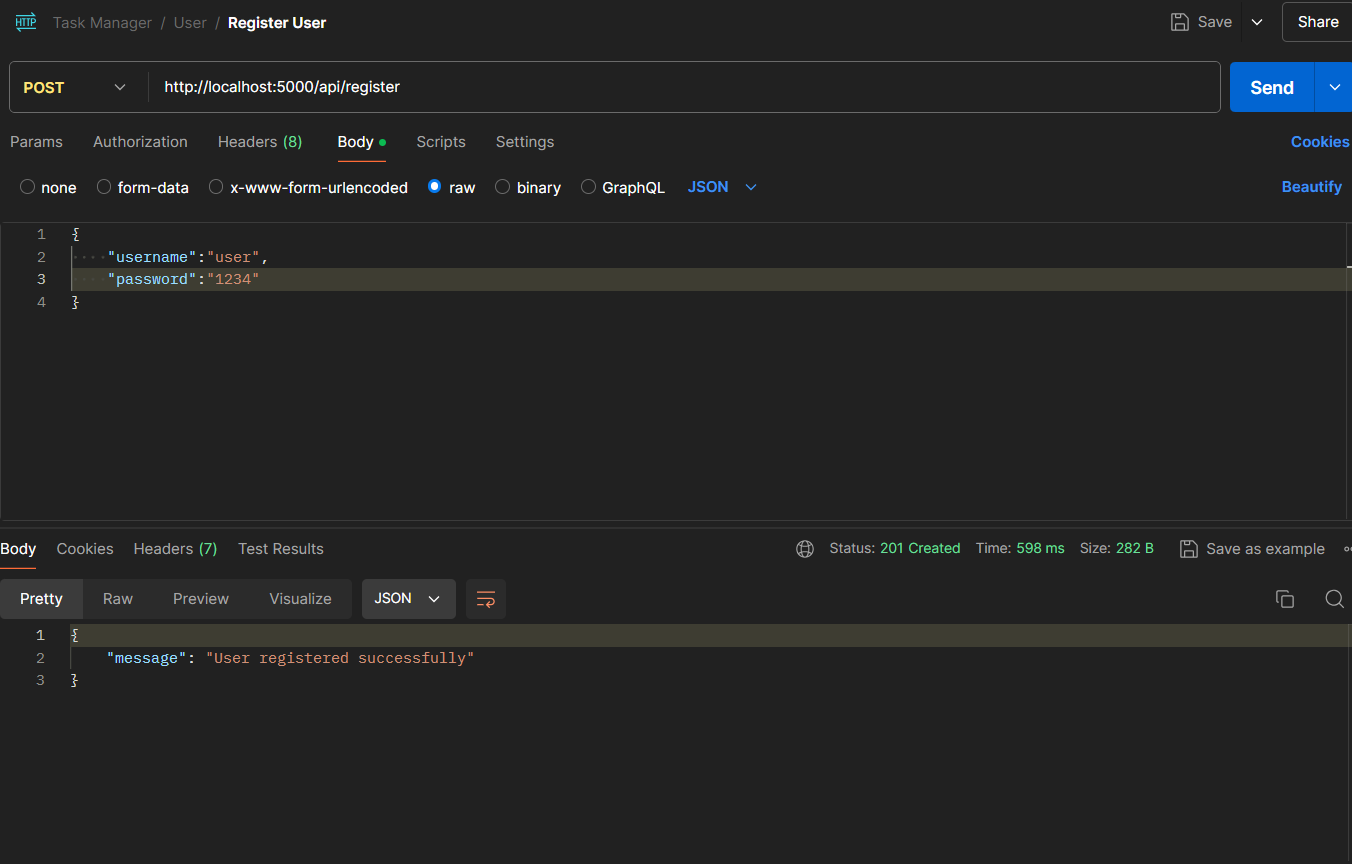 HTTP Task Manager / User / Register User Save Share
POST http://localhost:5000/api/register Send
Params Authorization Headers (8) Body Scripts Settings Cookies
none form-data x-www-form-urlencoded raw binary GraphQL JSON Beautify
1 {
2 "username":"user",
3 "password":"1234"
4 }
Body Cookies Headers (7) Test Results Status: 201 Created Time: 598 ms Size: 282 B Save as example
Pretty Raw Preview Visualize JSON
1 {
2 "message": "User registered successfully"
3 }